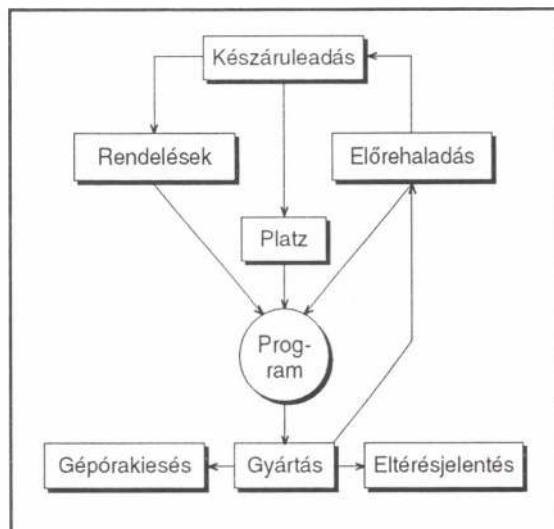 Készáruleadás
Rendelések
Előrehaladás
Platz
Prog-
ram
Gépórakiesés
Gyártás
Eltérésjelentés